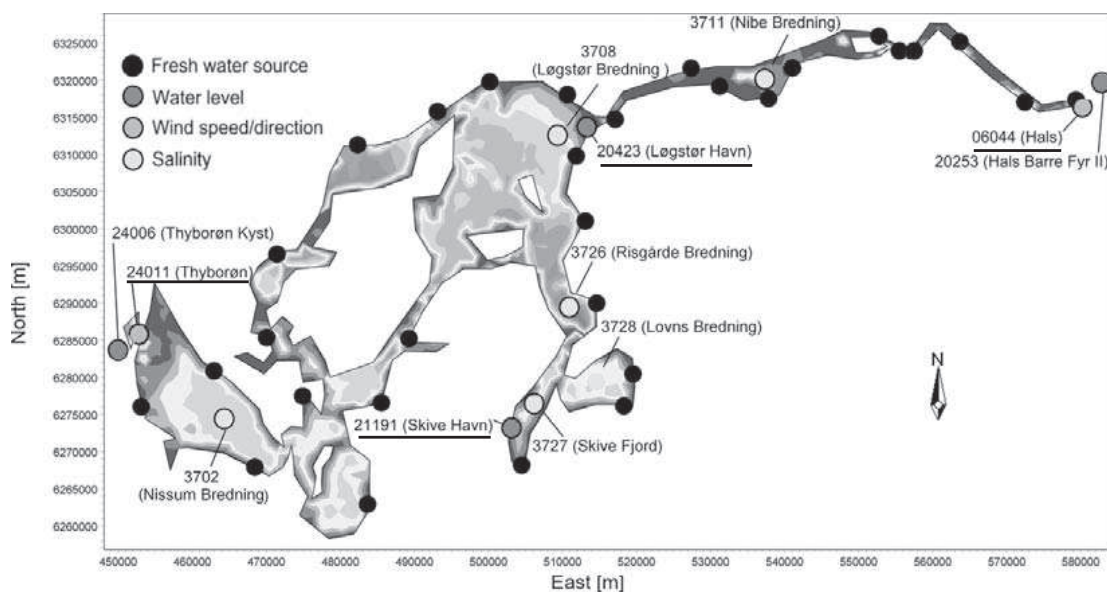 6325000
6320000
6315000
6310000
6305000
6300000
6295000
6290000
6285000
6280000
6275000
6270000
6265000
6260000
North [m]
Fresh water source
Water level
Wind speed/direction
Salinity
3711 (Nibe Bredning)
3708
(Løgstør Bredning )
20423 (Løgstør Havn)
06044 (Hals)
20253 (Hals Barre Fyr II)
24006 (Thyborøn Kyst)
24011 (Thyborøn)
3726 (Risgårde Bredning)
3728 (Lovns Bredning)
N
21191 (Skive Havn)
3727 (Skive Fjord)
3702
(Nissum Bredning)
450000 460000 470000 480000 490000 500000 510000 520000 530000 540000 550000 560000 570000 580000
East [m]